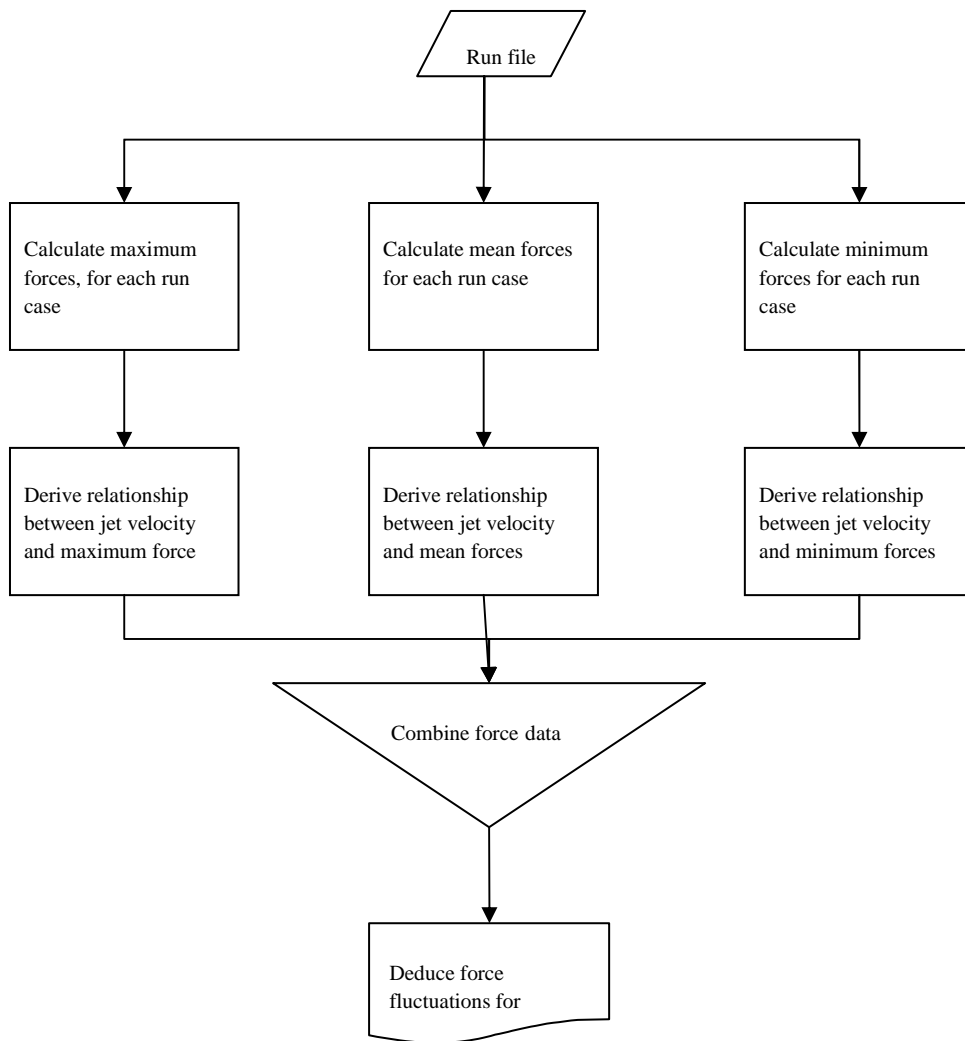 Run file
Calculate maximum
forces, for each run
case
Calculate mean forces
for each run case
Calculate minimum
forces for each run
case
Derive relationship
between jet velocity
and maximum force
Derive relationship
between jet velocity
and mean forces
Derive relationship
between jet velocity
and minimum forces
Combine force data
Deduce force
fluctuations for